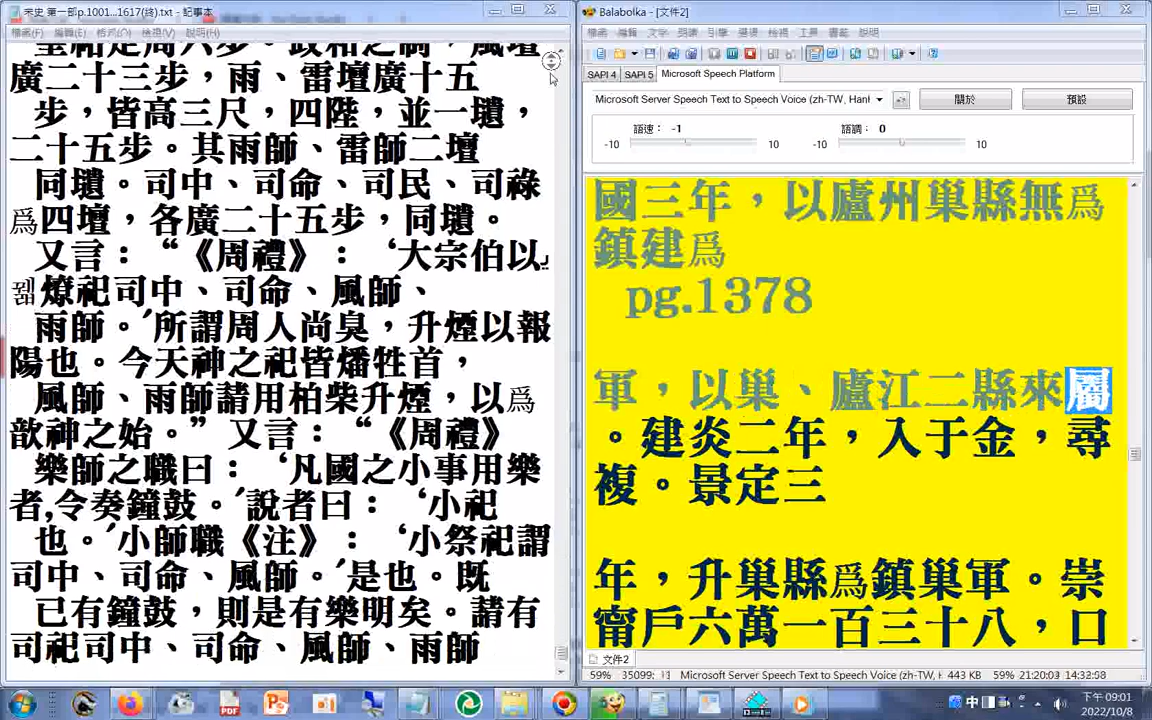 宋史 第一部p.1001...1617(終).txt - 記事本
檔案(F) 編輯(E) 格式(O) 檢視(V) 說明(H)
壇廣二十三步，雨、雷壇廣十五
步，皆高三尺，四陛，並一壝，
二十五步。其雨師、雷師二壇
同壝。司中、司命、司民、司祿
爲四壇，各廣二十五步，同壝。
又言：“《周禮》：‘大宗伯以
燎祀司中、司命、風師、
雨師。’所謂周人尚臭，升煙以報
陽也。今天神之祀皆燔牲首，
風師、雨師請用柏柴升煙，以爲
歆神之始。” 又言：“《周禮》
樂師之職曰：‘凡國之小事用樂
者,令奏鐘鼓。’說者曰：‘小祀
也。’小師職《注》：‘小祭祀謂
司中、司命、風師。’是也。既
已有鐘鼓，則是有樂明矣。請有
司祀司中、司命、風師、雨師
Balabolka - [文件2]
檔案 編輯 文字 朗讀 引擎 選項 檢視 工具 書籤 說明
SAPI 4 SAPI 5 Microsoft Speech Platform
Microsoft Server Speech Text to Speech Voice (zh-TW, Han
關於 預設
語速： -1 語調： 0
-10 10 -10 10
國三年，以廬州巢縣無爲
鎮建爲
pg.1378
軍，以巢、廬江二縣來屬
。建炎二年，入于金，尋
複。景定三
年，升巢縣爲鎮巢軍。崇
甯戶六萬一百三十八，口
文件2
59% 35099: Microsoft Server Speech Text to Speech Voice (zh-TW, 443 KB 59% 21:20:03 14:32:58
中
下午 09:01
2022/10/8